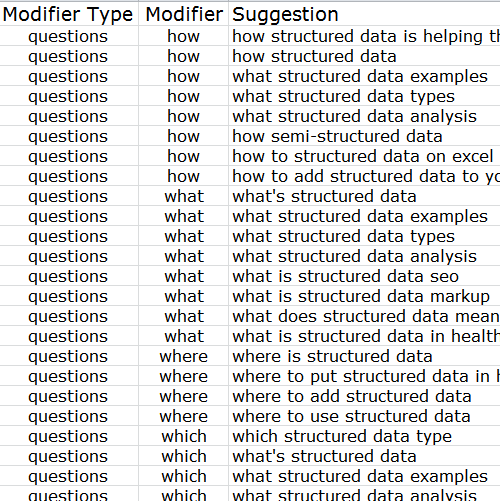 Modifier Type Modifier Suggestion
questions how how structured data is helping
questions how how structured data
questions how what structured data examples
questions how what structured data types
questions how what structured data analysis
questions how how semi-structured data
questions how how to structured data on excel
questions how how to add structured data to
questions what what's structured data
questions what what structured data examples
questions what what structured data types
questions what what structured data analysis
questions what what is structured data seo
questions what what is structured data markup
questions what what does structured data mean
questions what what is structured data in
questions where where is structured data
questions where where to put structured data in
questions where where to add structured data
questions where where to use structured data
questions which which structured data type
questions which what's structured data
questions which what structured data examples
questions which what structured data analysis